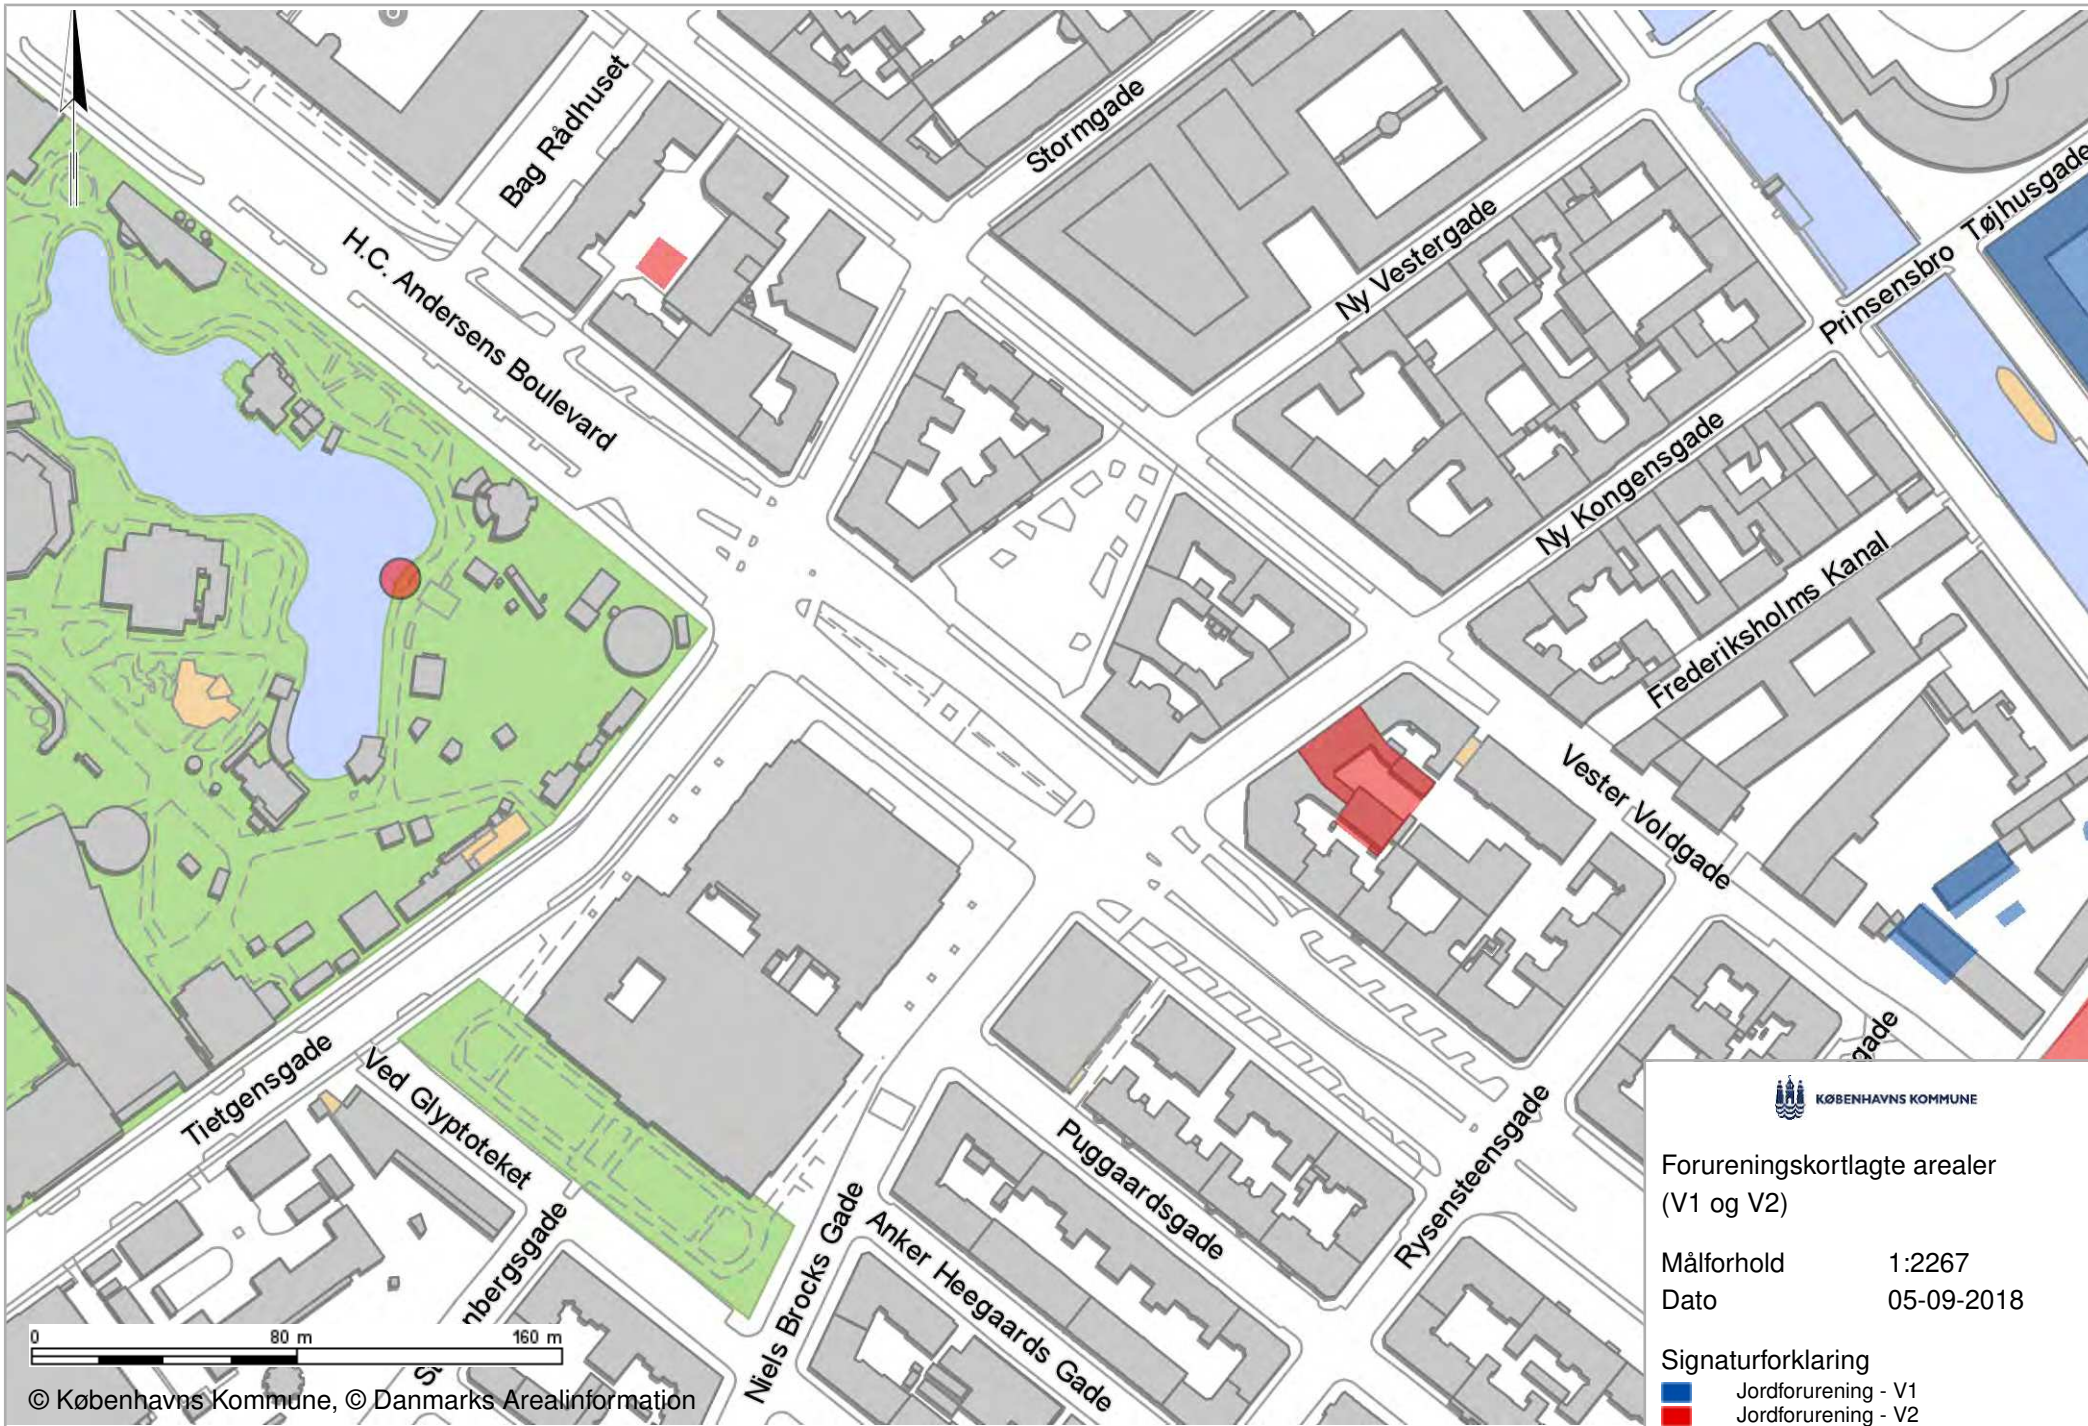 Bag Rådhuset
Stormgade
H.C. Andersens Boulevard
Ny Vestergade
Tøjhusgade
Prinsensbro
Ny Kongensgade
Frederiksholms Kanal
Vester Voldgade
Tietgensgade
Ved Glyptoteket
Niels Brocks Gade
Anker Heegaards Gade
Puggaardsgade
Rysensteensgade
gade
nbergsgade
0 80 m 160 m
© Københavns Kommune, © Danmarks Arealinformation
KØBENHAVNS KOMMUNE
Forureningskortlagte arealer
(V1 og V2)
Målforhold 1:2267
Dato 05-09-2018
Signaturforklaring
Jordforurening - V1
Jordforurening - V2